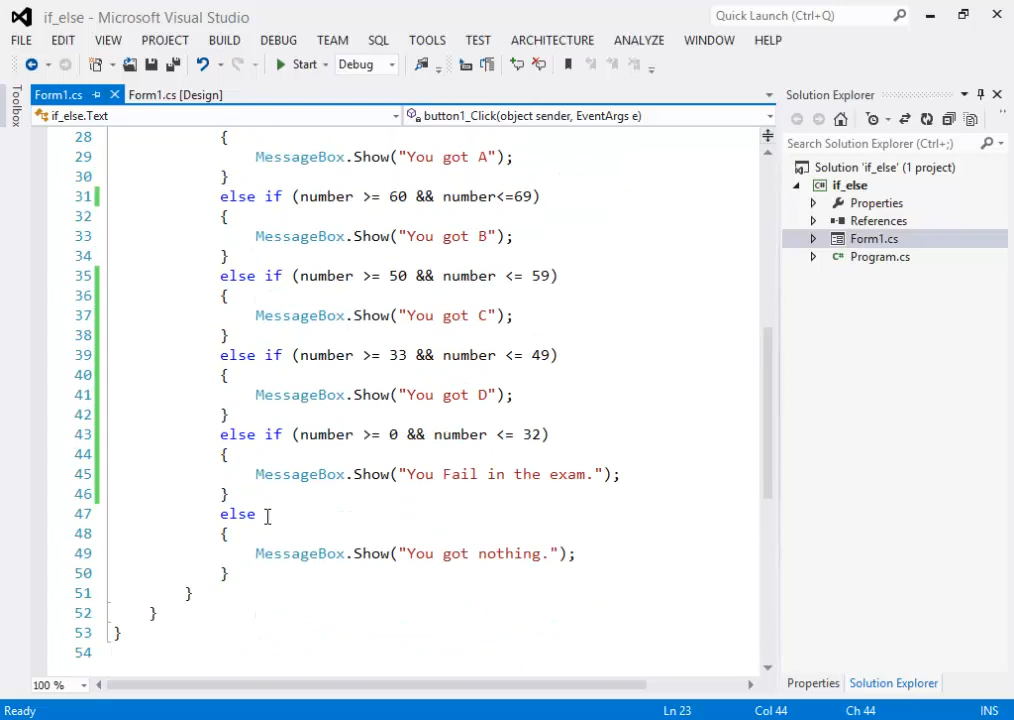 if_else - Microsoft Visual Studio
Quick Launch (Ctrl+Q)
FILE EDIT VIEW PROJECT BUILD DEBUG TEAM SQL TOOLS TEST ARCHITECTURE ANALYZE WINDOW HELP
Start Debug
Toolbox
Form1.cs Form1.cs [Design]
if_else.Text button1_Click(object sender, EventArgs e)
28 {
29 MessageBox.Show("You got A");
30 }
31 else if (number >= 60 && number<=69)
32 {
33 MessageBox.Show("You got B");
34 }
35 else if (number >= 50 && number <= 59)
36 {
37 MessageBox.Show("You got C");
38 }
39 else if (number >= 33 && number <= 49)
40 {
41 MessageBox.Show("You got D");
42 }
43 else if (number >= 0 && number <= 32)
44 {
45 MessageBox.Show("You Fail in the exam.");
46 }
47 else
48 {
49 MessageBox.Show("You got nothing.");
50 }
51 }
52 }
53 }
54
100 %
Solution Explorer
Search Solution Explorer (Ctrl+;)
Solution 'if_else' (1 project)
if_else
Properties
References
Form1.cs
Program.cs
Properties Solution Explorer
Ready Ln 23 Col 44 Ch 44 INS